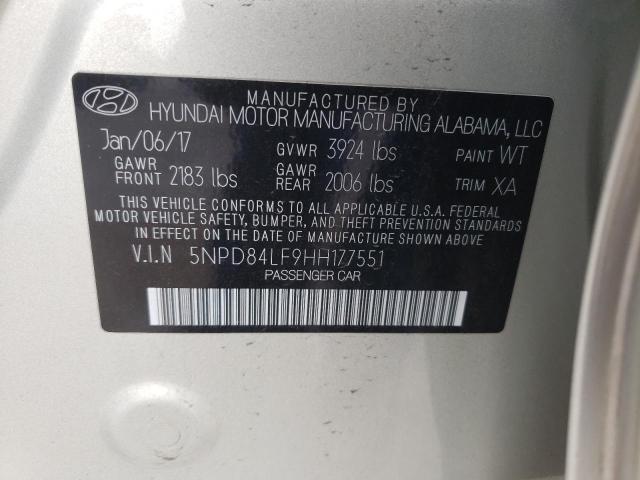 MANUFACTURED BY
HYUNDAI MOTOR MANUFACTURING ALABAMA, LLC
Jan/06/17 GVWR 3924 lbs PAINT WT
GAWR FRONT 2183 lbs GAWR REAR 2006 lbs TRIM XA
THIS VEHICLE CONFORMS TO ALL APPLICABLE U.S.A. FEDERAL
MOTOR VEHICLE SAFETY, BUMPER, AND THEFT PREVENTION STANDARDS
IN EFFECT ON THE DATE OF MANUFACTURE SHOWN ABOVE.
V.I.N 5NPD84LF9HH177551
PASSENGER CAR